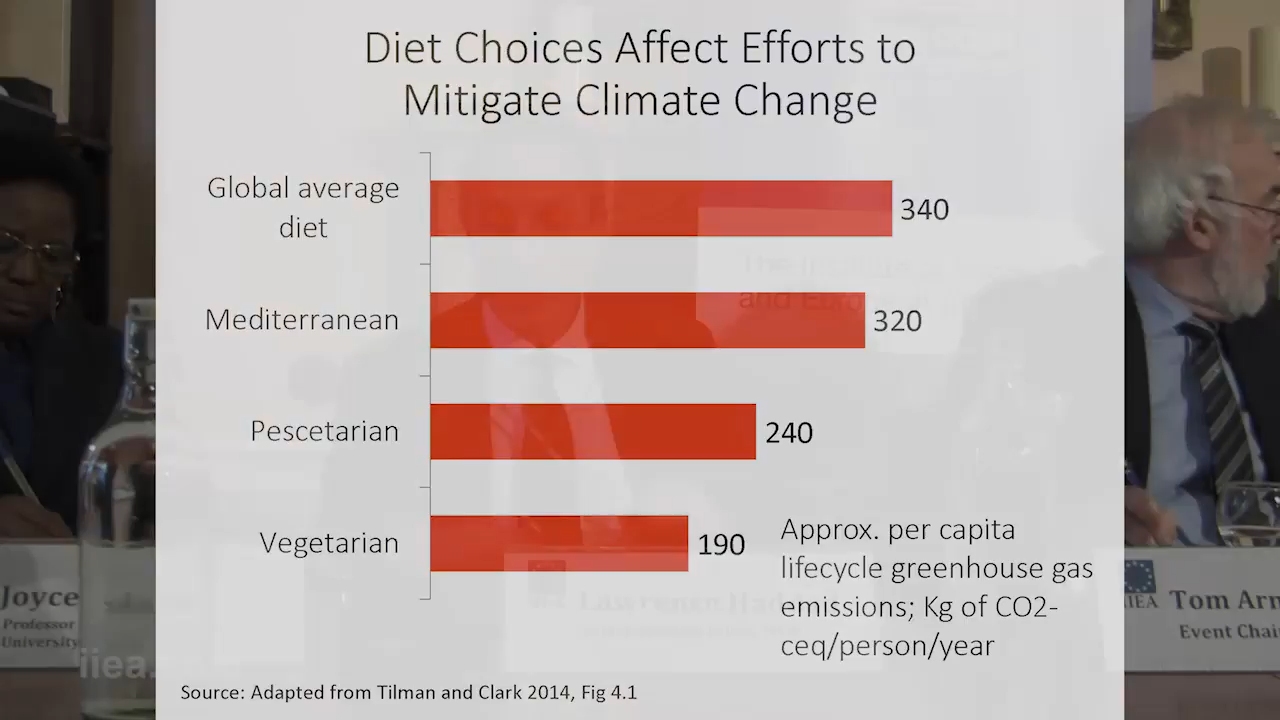 Diet Choices Affect Efforts to
Mitigate Climate Change
Global average
diet
340
Mediterranean
320
Pescetarian
240
Vegetarian
190
Approx. per capita
lifecycle greenhouse gas
emissions; Kg of CO2-
ceq/person/year
Source: Adapted from Tilman and Clark 2014, Fig 4.1
Joyce
Professor
University
iiea.
IIEA
Tom Arn
Event Chai